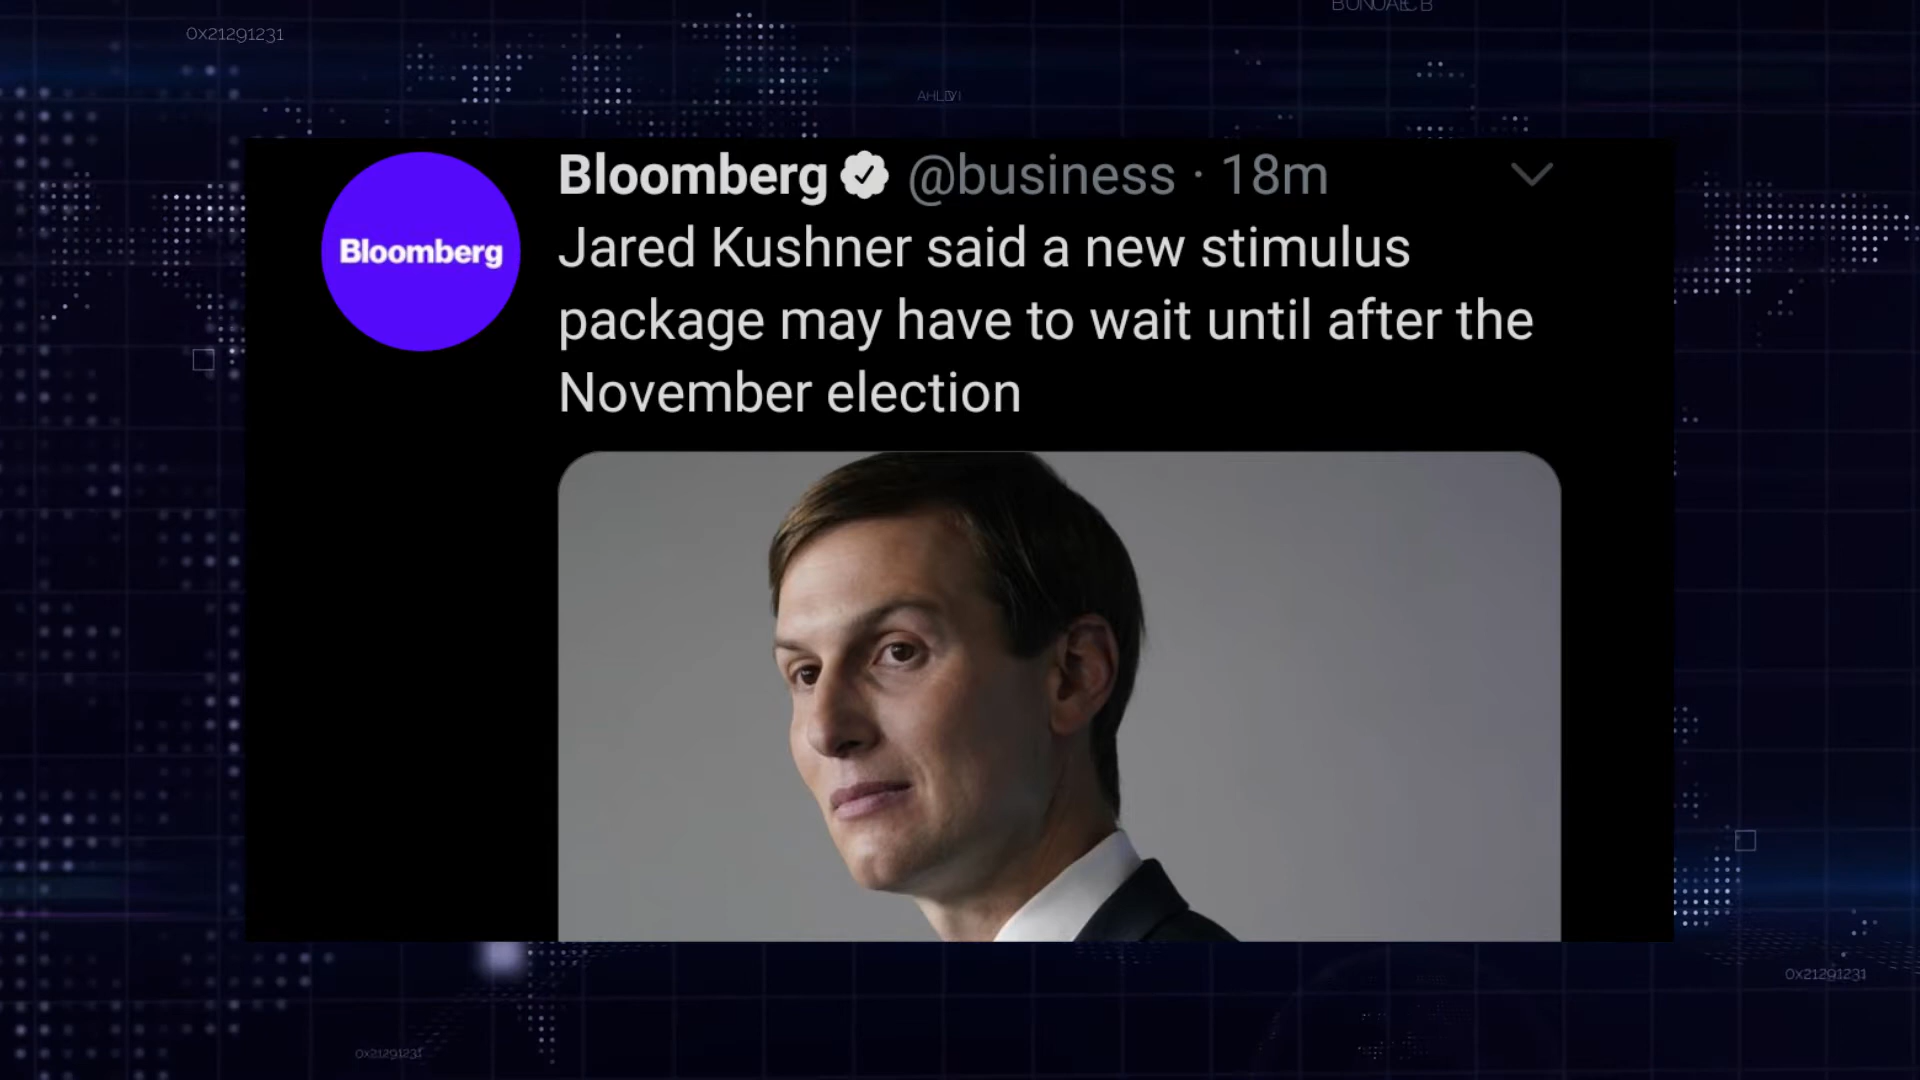 0x21291231
Bloomberg @business · 18m
Bloomberg
Jared Kushner said a new stimulus
package may have to wait until after the
November election
0x21291231
0x21291231